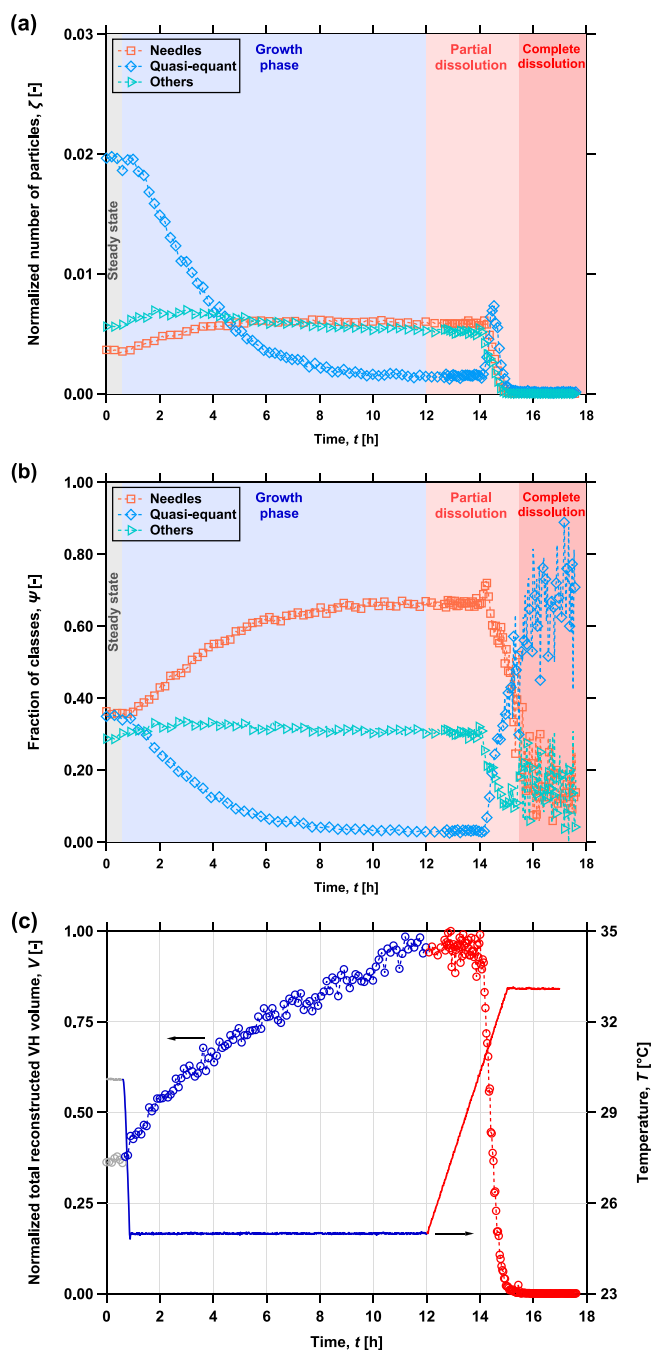 (a)
Normalized number of particles, ζ [-]
0.03
0.02
0.01
0.00
Needles
Quasi-equant
Others
Steady state
Growth
phase
Partial
dissolution
Complete
dissolution
0 2 4 6 8 10 12 14 16 18
Time, t [h]
(b)
Fraction of classes, Ψ [-]
1.00
0.80
0.60
0.40
0.20
0.00
Needles
Quasi-equant
Others
Steady state
Growth
phase
Partial
dissolution
Complete
dissolution
0 2 4 6 8 10 12 14 16 18
Time, t [h]
(c)
Normalized total reconstructed VH volume, V [-]
1.00
0.75
0.50
0.25
0.00
35
33
31
29
27
25
23
Temperature, T [°C]
0 2 4 6 8 10 12 14 16 18
Time, t [h]